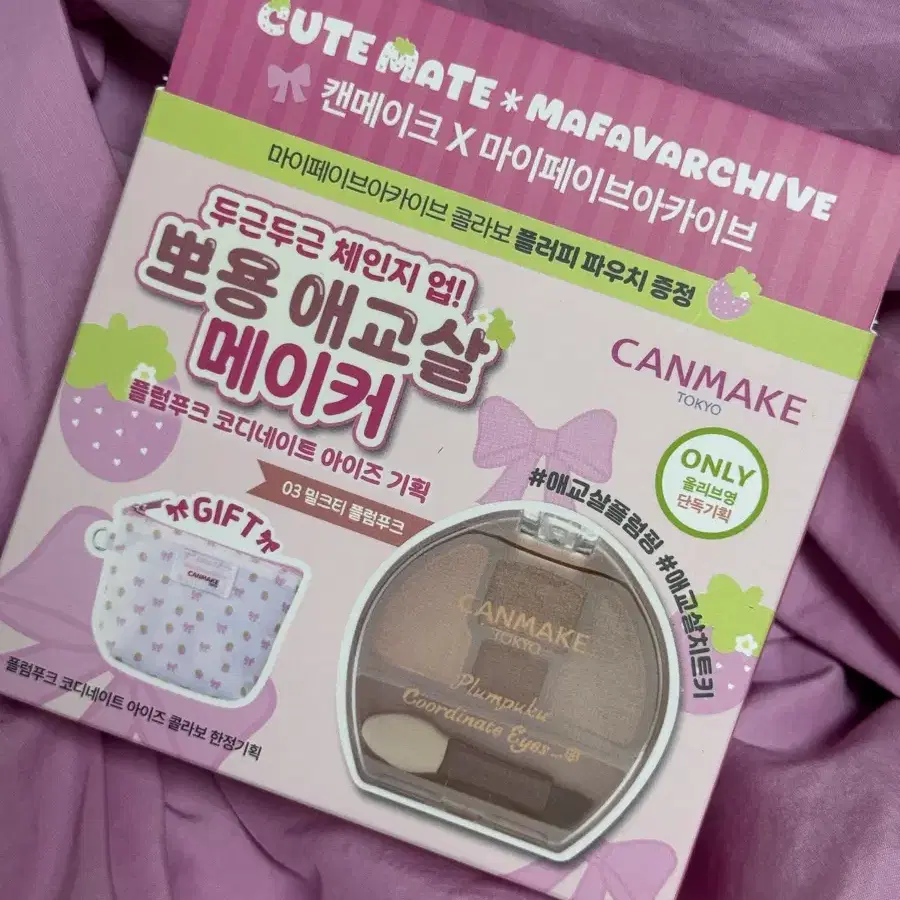 CUTE MATE * MAFAVARCHIVE
캔메이크 X 마이페이브아카이브
마이페이브아카이브 콜라보 플러피 파우치 증정
두근두근 체인지 업!
뽀용 애교살
메이커
플럼푸크 코디네이트 아이즈 기획
03 밀크티 플럼푸크
CANMAKE
TOKYO
ONLY
올리브영
단독기획
#애교살플럼핑 #애교살치트키
GIFT
CANMAKE
플럼푸크 코디네이트 아이즈 콜라보 한정기획
CANMAKE
TOKYO
Plumpuku
Coordinate Eyes